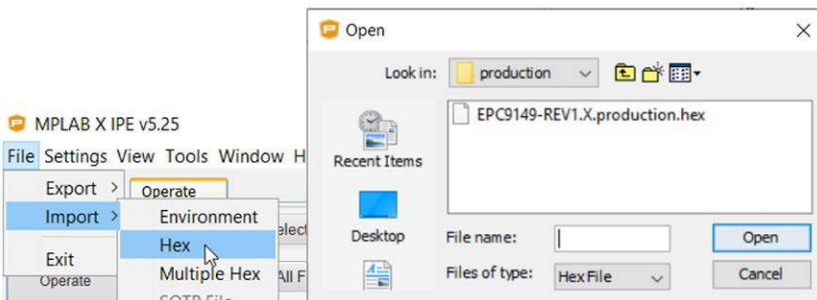 MPLAB X IPE v5.25
File Settings View Tools Window H
Export >
Operate
Import >
Environment
Hex
Exit
Multiple Hex
All F
Operate
Open
Look in: production
EPC9149-REV1.X.production.hex
Recent Items
Desktop
File name:
Open
Files of type: Hex File
Cancel